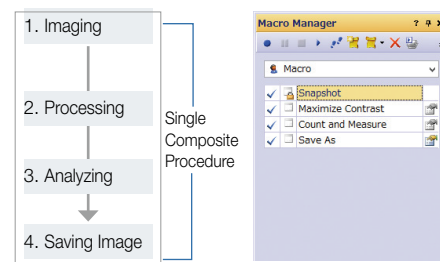 1. Imaging
2. Processing
3. Analyzing
4. Saving Image
Single
Composite
Procedure
Macro Manager
Macro
Snapshot
Maximize Contrast
Count and Measure
Save As